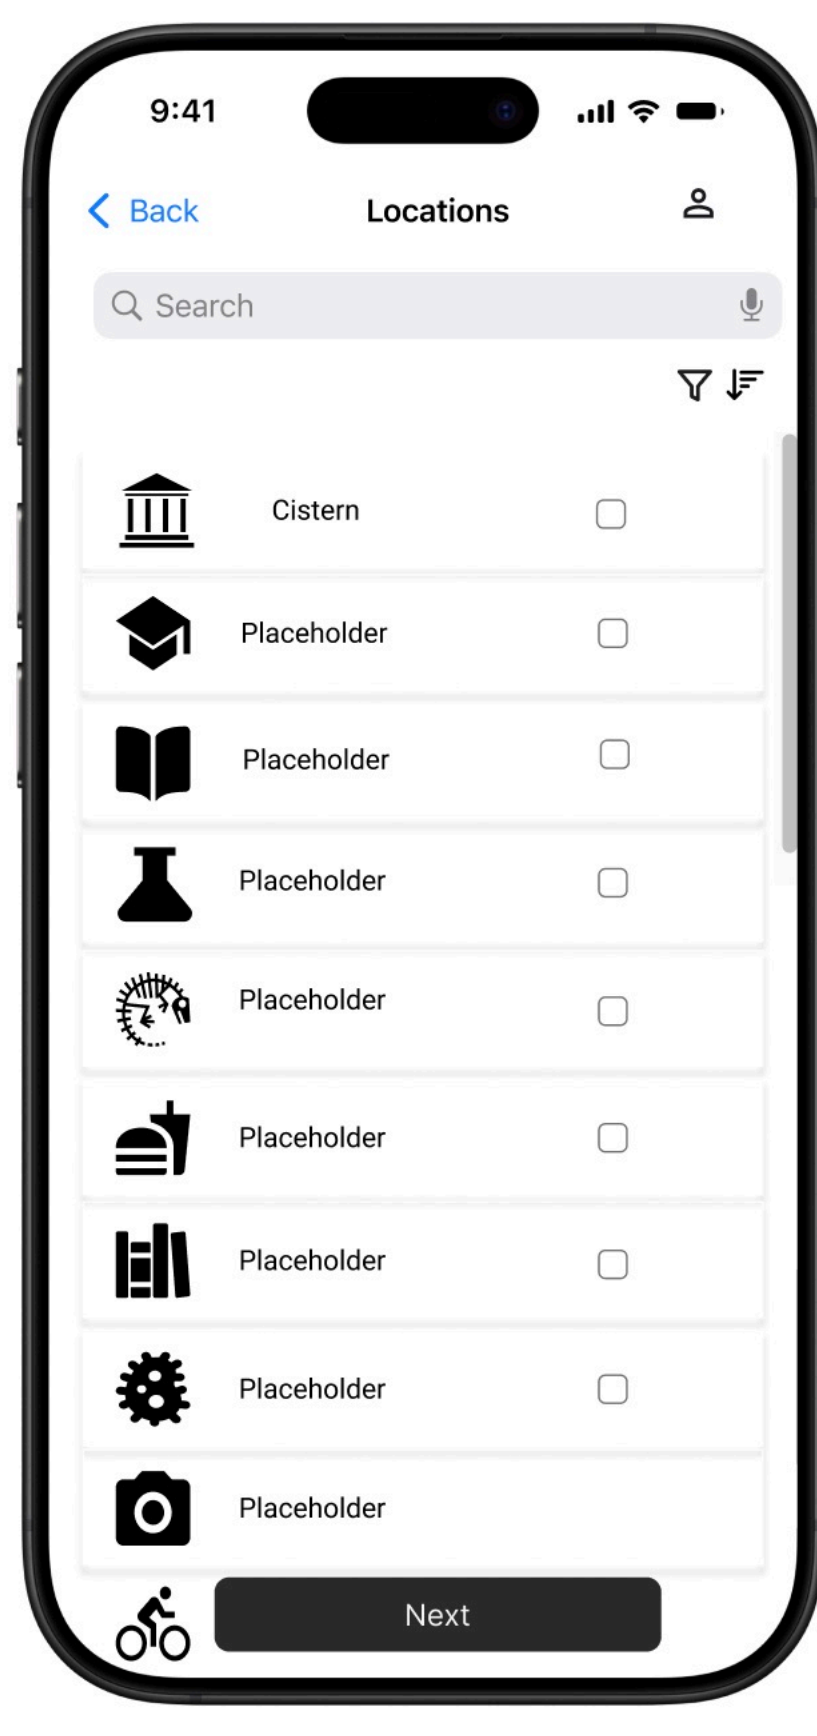 9:41
Back
Locations
Search
Cistern
Placeholder
Placeholder
Placeholder
Placeholder
Placeholder
Placeholder
Placeholder
Placeholder
Next